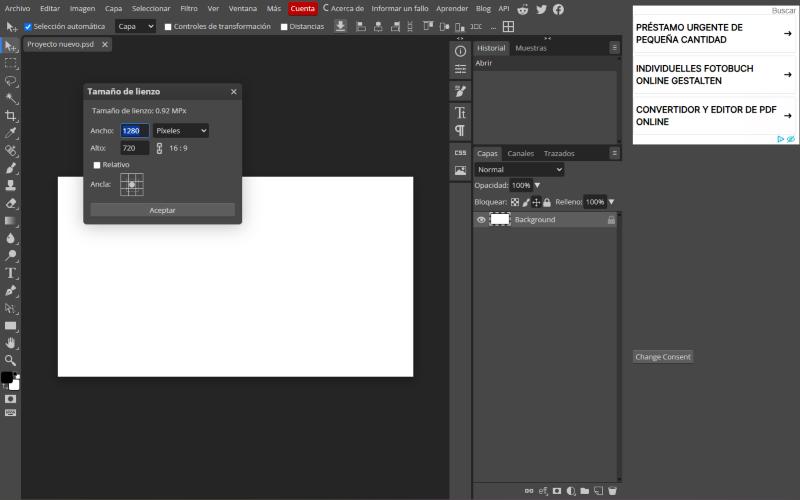 Archivo Editar Imagen Capa Seleccionar Filtro Ver Ventana Más Cuenta Acerca de Informar un fallo Aprender Blog API
Buscar
Selección automática Capa Controles de transformación Distancias ...
Proyecto nuevo.psd
Tamaño de lienzo
Tamaño de lienzo: 0.92 MPx
Ancho: 1280 Píxeles
Alto: 720 16 : 9
Relativo
Ancla:
Aceptar
CSS
Historial Muestras
Abrir
Capas Canales Trazados
Normal
Opacidad: 100%
Bloquear: Relleno: 100%
Background
PRÉSTAMO URGENTE DE
PEQUEÑA CANTIDAD
INDIVIDUELLES FOTOBUCH
ONLINE GESTALTEN
CONVERTIDOR Y EDITOR DE PDF
ONLINE
Change Consent